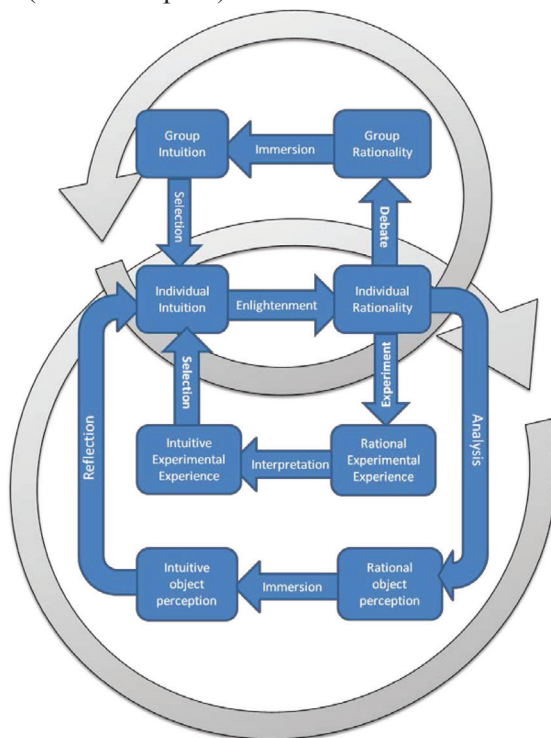 Group
Intuition
Immersion
Group
Rationality
Selection
Debate
Individual
Intuition
Enlightenment
Individual
Rationality
Selection
Experiment
Reflection
Analysis
Intuitive
Experimental
Experience
Interpretation
Rational
Experimental
Experience
Intuitive
object
perception
Immersion
Rational
object
perception